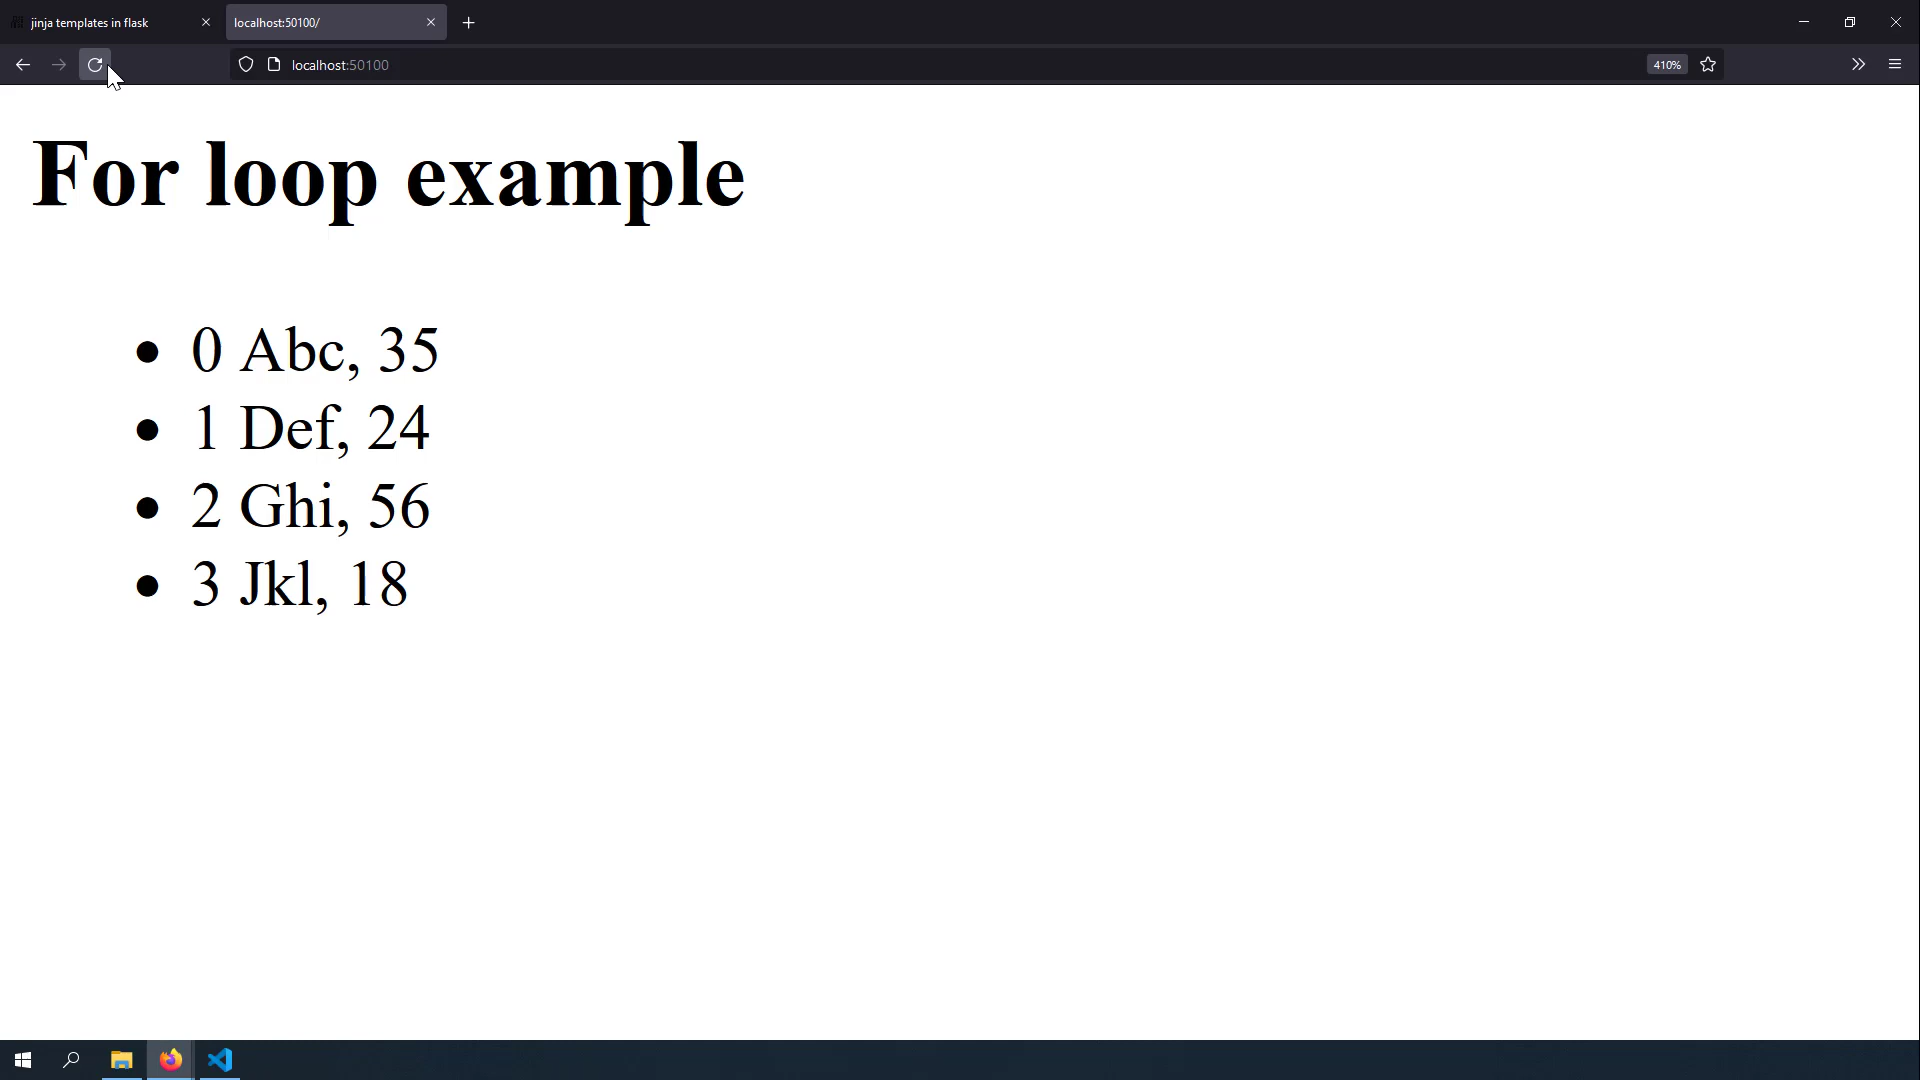 jinja templates in flask
localhost:50100/
localhost:50100
410%
For loop example
0 Abc, 35
1 Def, 24
2 Ghi, 56
3 Jkl, 18